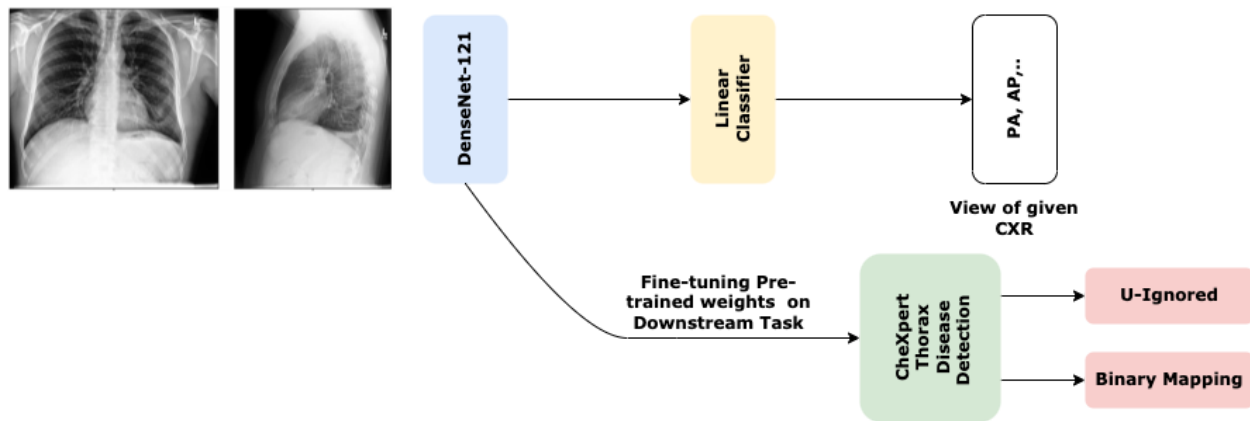 DenseNet-121
Linear
Classifier
PA, AP,..
View of given
CXR
Fine-tuning Pre-
trained weights on
Downstream Task
CheXpert
Thorax
Disease
Detection
U-Ignored
Binary Mapping